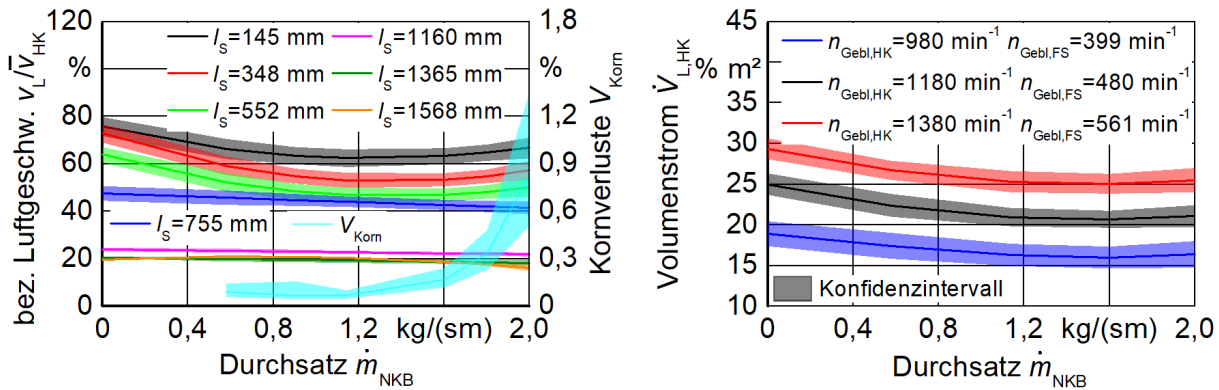 bez. Luftgeschw. v_L/v̅_HK
120
%
80
60
40
20
0
l_S=145 mm
l_S=1160 mm
l_S=348 mm
l_S=1365 mm
l_S=552 mm
l_S=1568 mm
l_S=755 mm
V_Korn
1,8
%
1,2
0,9
0,6
0,3
0
Kornverluste V_Korn
0
0,4
0,8
1,2
kg/(sm)
2,0
Durchsatz ṁ_NKB
Volumenstrom V̇_L,HK
45
% m²
35
30
25
20
15
10
n_Gebl,HK=980 min⁻¹ n_Gebl,FS=399 min⁻¹
n_Gebl,HK=1180 min⁻¹ n_Gebl,FS=480 min⁻¹
n_Gebl,HK=1380 min⁻¹ n_Gebl,FS=561 min⁻¹
Konfidenzintervall
0
0,4
0,8
1,2
kg/(sm)
2,0
Durchsatz ṁ_NKB